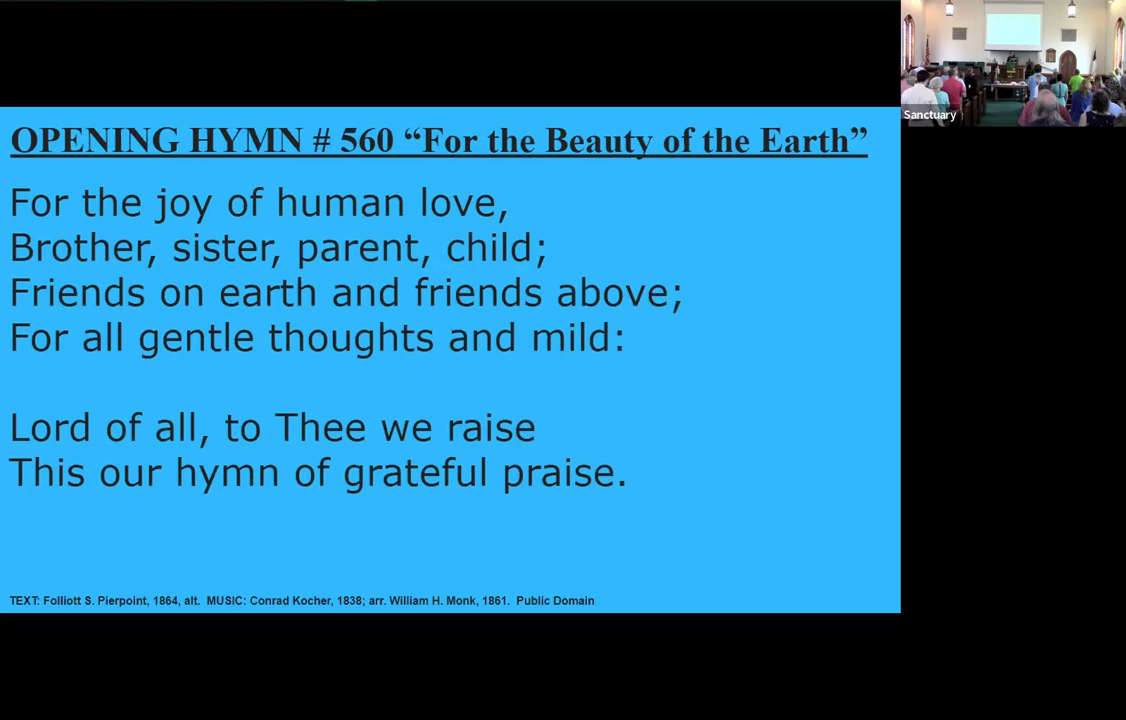 OPENING HYMN # 560 “For the Beauty of the Earth”
For the joy of human love,
Brother, sister, parent, child;
Friends on earth and friends above;
For all gentle thoughts and mild:
Lord of all, to Thee we raise
This our hymn of grateful praise.
TEXT: Folliott S. Pierpoint, 1864, alt.  MUSIC: Conrad Kocher, 1838; arr. William H. Monk, 1861.  Public Domain
Sanctuary